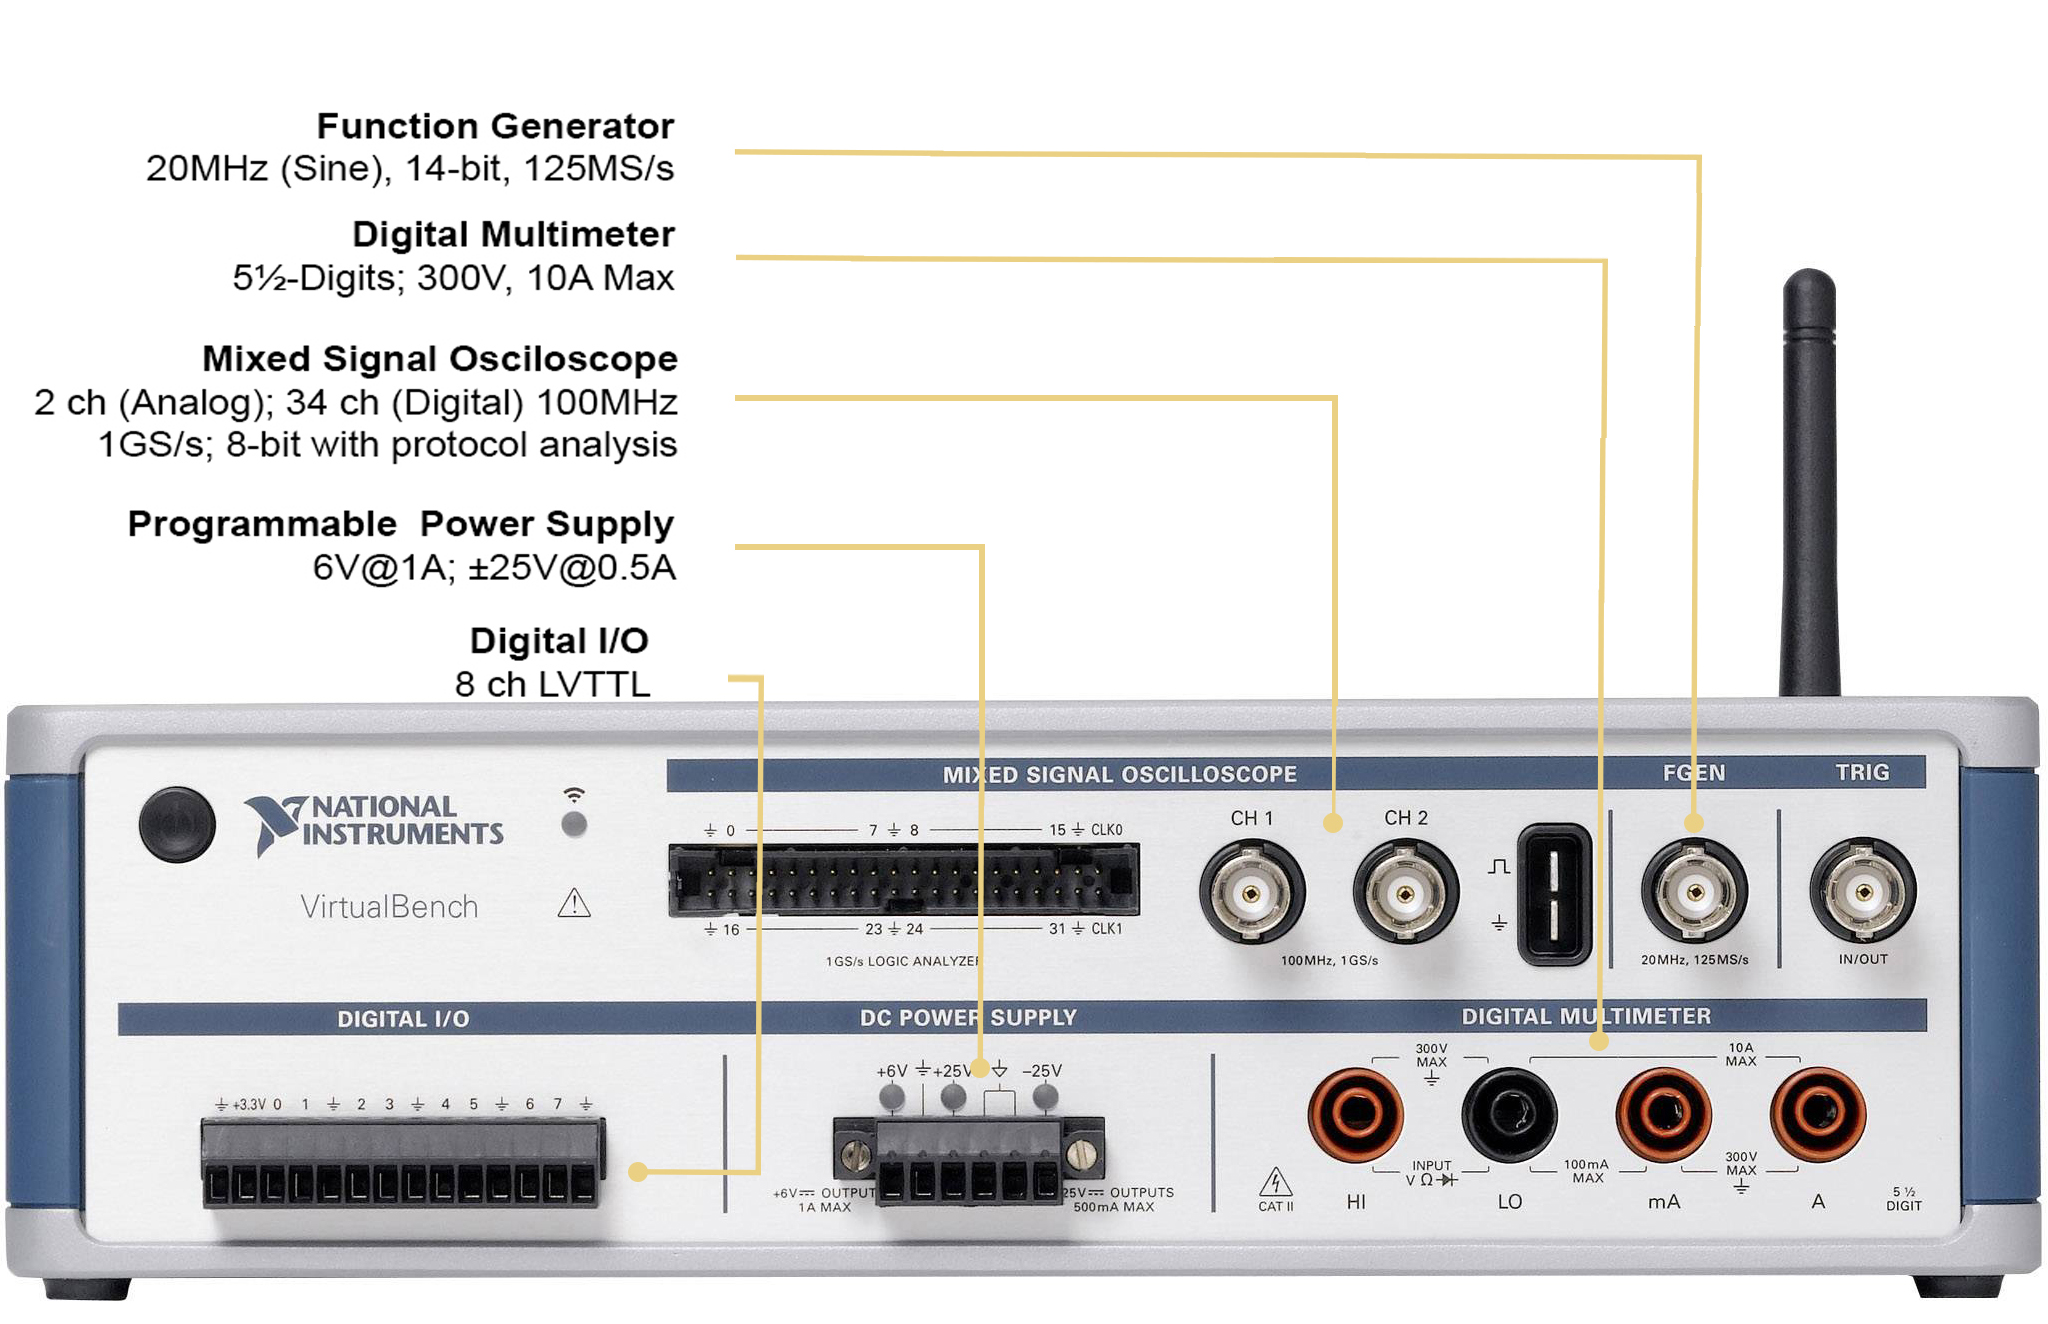 Function Generator
20MHz (Sine), 14-bit, 125MS/s
Digital Multimeter
5½-Digits; 300V, 10A Max
Mixed Signal Osciloscope
2 ch (Analog); 34 ch (Digital) 100MHz
1GS/s; 8-bit with protocol analysis
Programmable Power Supply
6V@1A; ±25V@0.5A
Digital I/O
8 ch LVTTL
NATIONAL
INSTRUMENTS
VirtualBench
MIXED SIGNAL OSCILLOSCOPE
FGEN
TRIG
0 7 8 15 CLK0
16 23 24 31 CLK1
1GS/s LOGIC ANALYZER
CH 1
CH 2
100MHz, 1GS/s
20MHz, 125MS/s
IN/OUT
DIGITAL I/O
+3.3V 0 1 2 3 4 5 6 7
DC POWER SUPPLY
+6V +25V -25V
+6V OUTPUT
1A MAX
25V OUTPUTS
500mA MAX
DIGITAL MULTIMETER
300V
MAX
10A
MAX
INPUT
V Ω
100mA
MAX
300V
MAX
CAT II
HI
LO
mA
A
5 ½
DIGIT